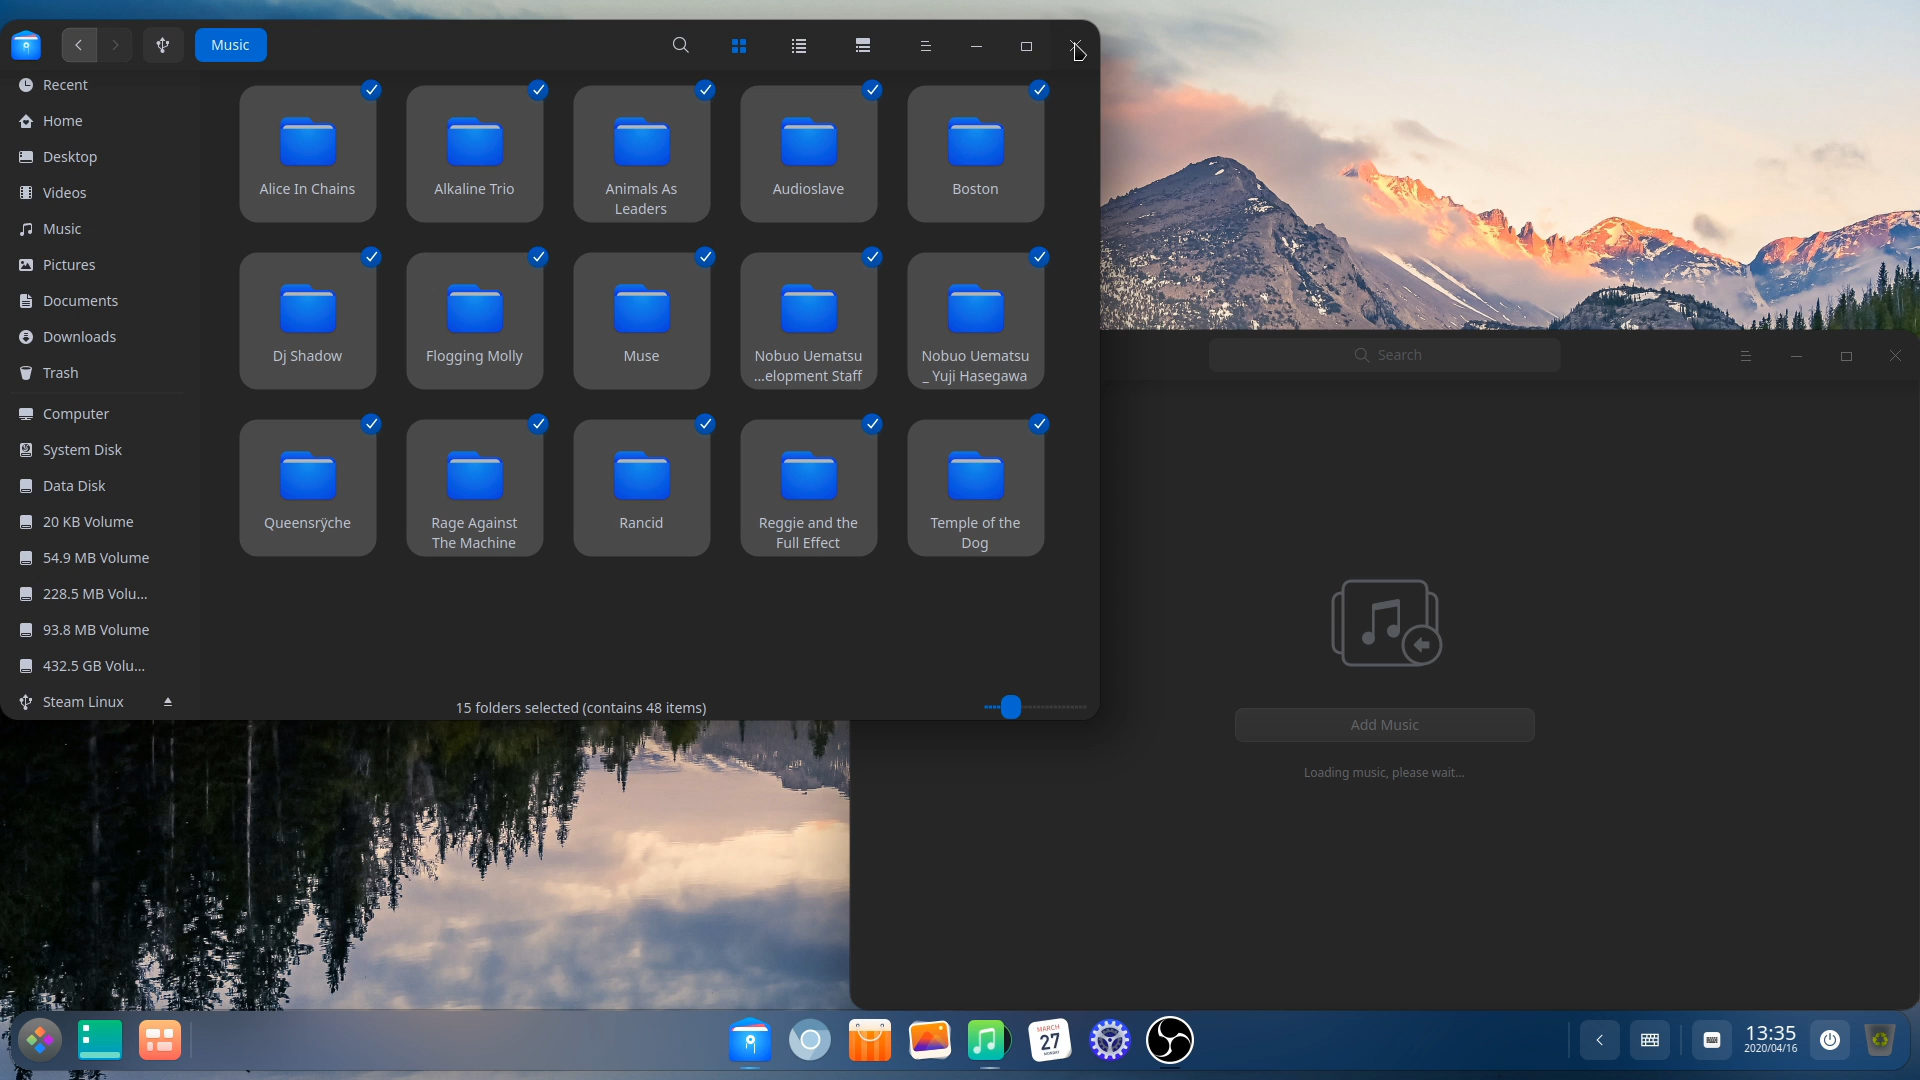 Music
Recent
Home
Desktop
Videos
Music
Pictures
Documents
Downloads
Trash
Computer
System Disk
Data Disk
20 KB Volume
54.9 MB Volume
228.5 MB Volu...
93.8 MB Volume
432.5 GB Volu...
Steam Linux
Alice In Chains
Alkaline Trio
Animals As
Leaders
Audioslave
Boston
Dj Shadow
Flogging Molly
Muse
Nobuo Uematsu
...elopment Staff
Nobuo Uematsu
_ Yuji Hasegawa
Queensrÿche
Rage Against
The Machine
Rancid
Reggie and the
Full Effect
Temple of the
Dog
15 folders selected (contains 48 items)
Search
Add Music
Loading music, please wait...
MARCH
27
MONDAY
13:35
2020/04/16